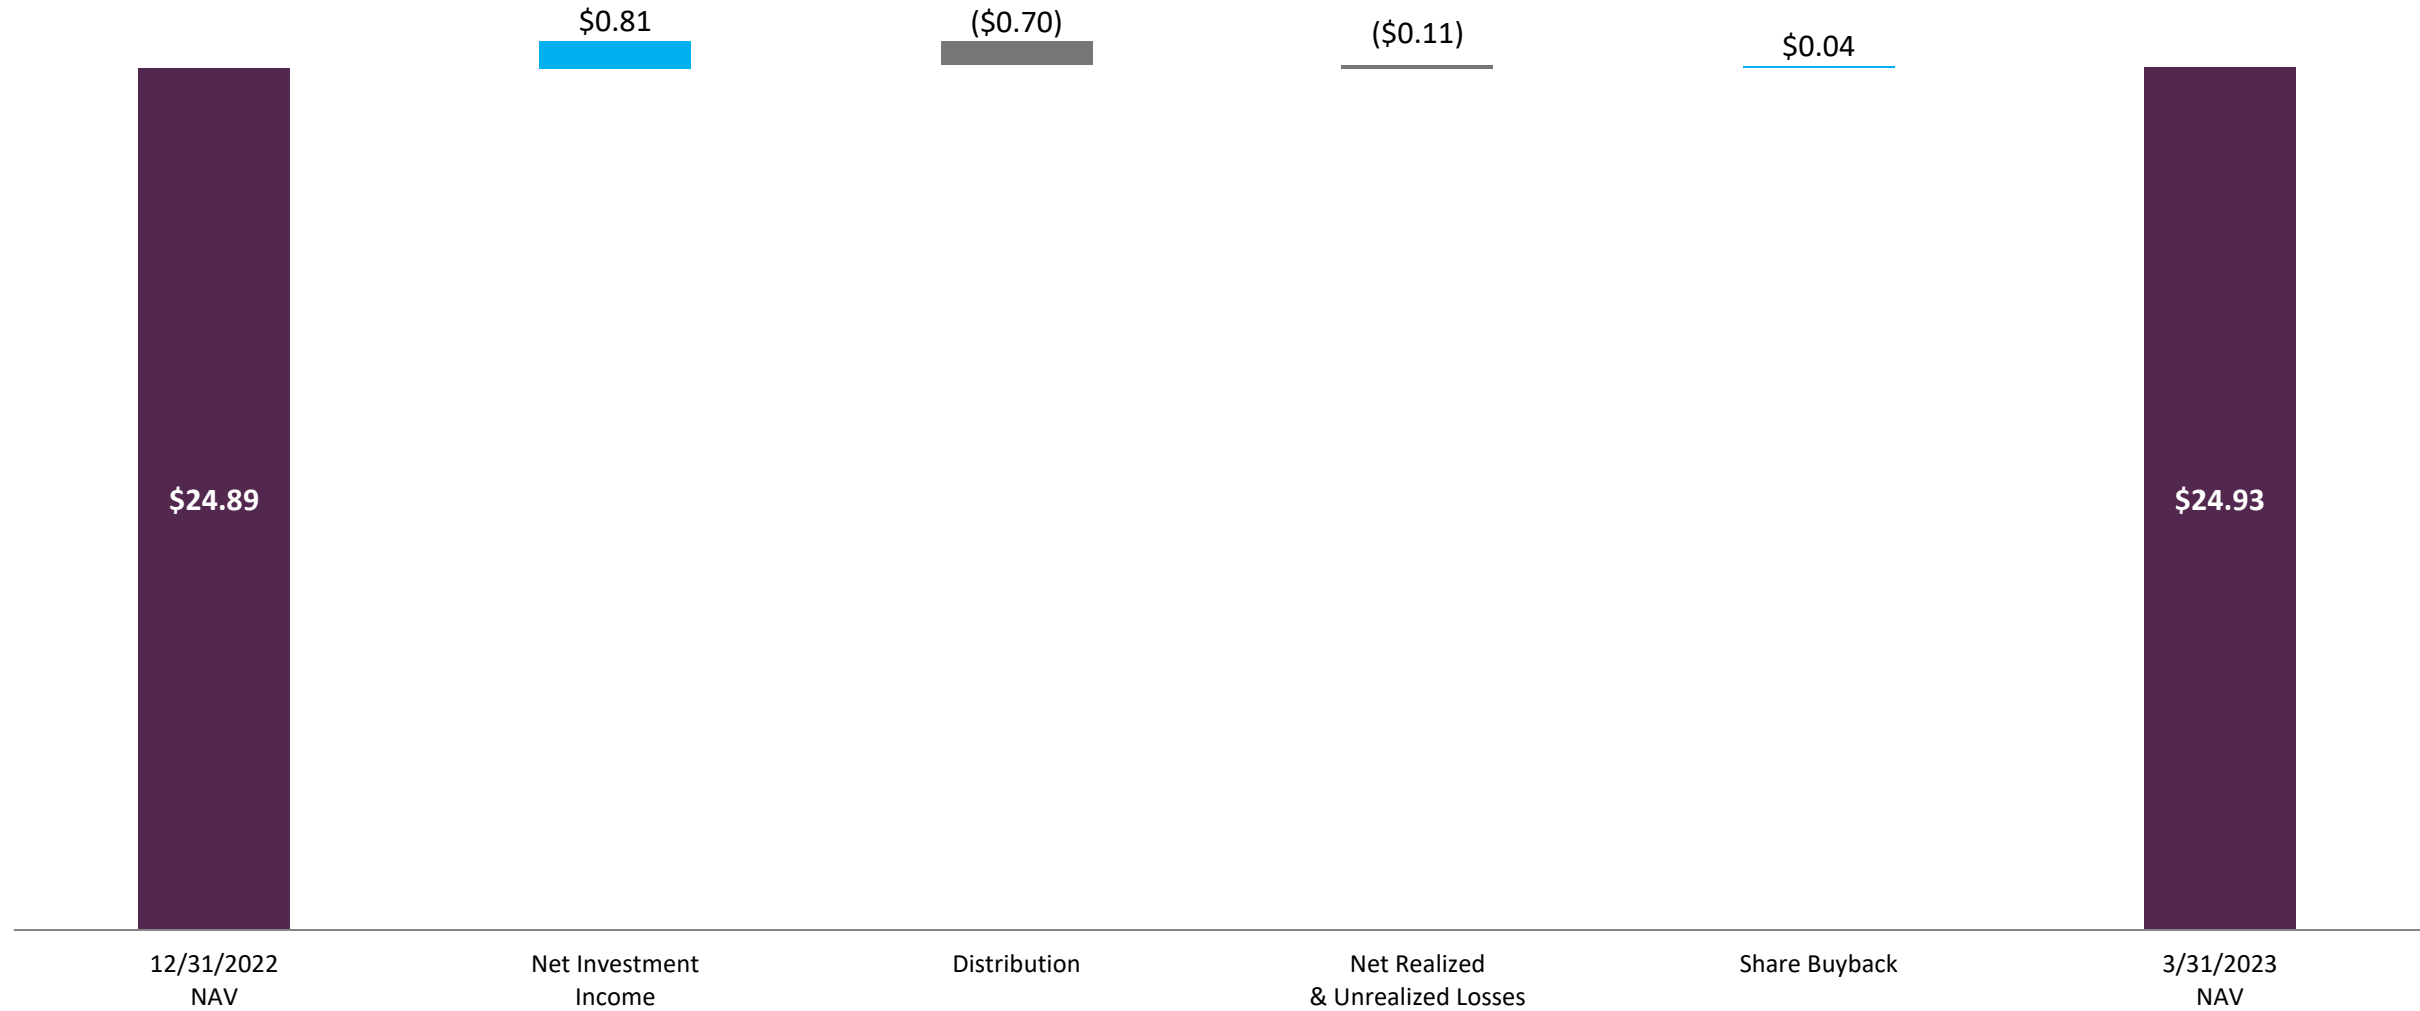 $0.81
($0.70)
($0.11)
$0.04
$24.89
$24.93
12/31/2022
NAV
Net Investment
Income
Distribution
Net Realized
& Unrealized Losses
Share Buyback
3/31/2023
NAV